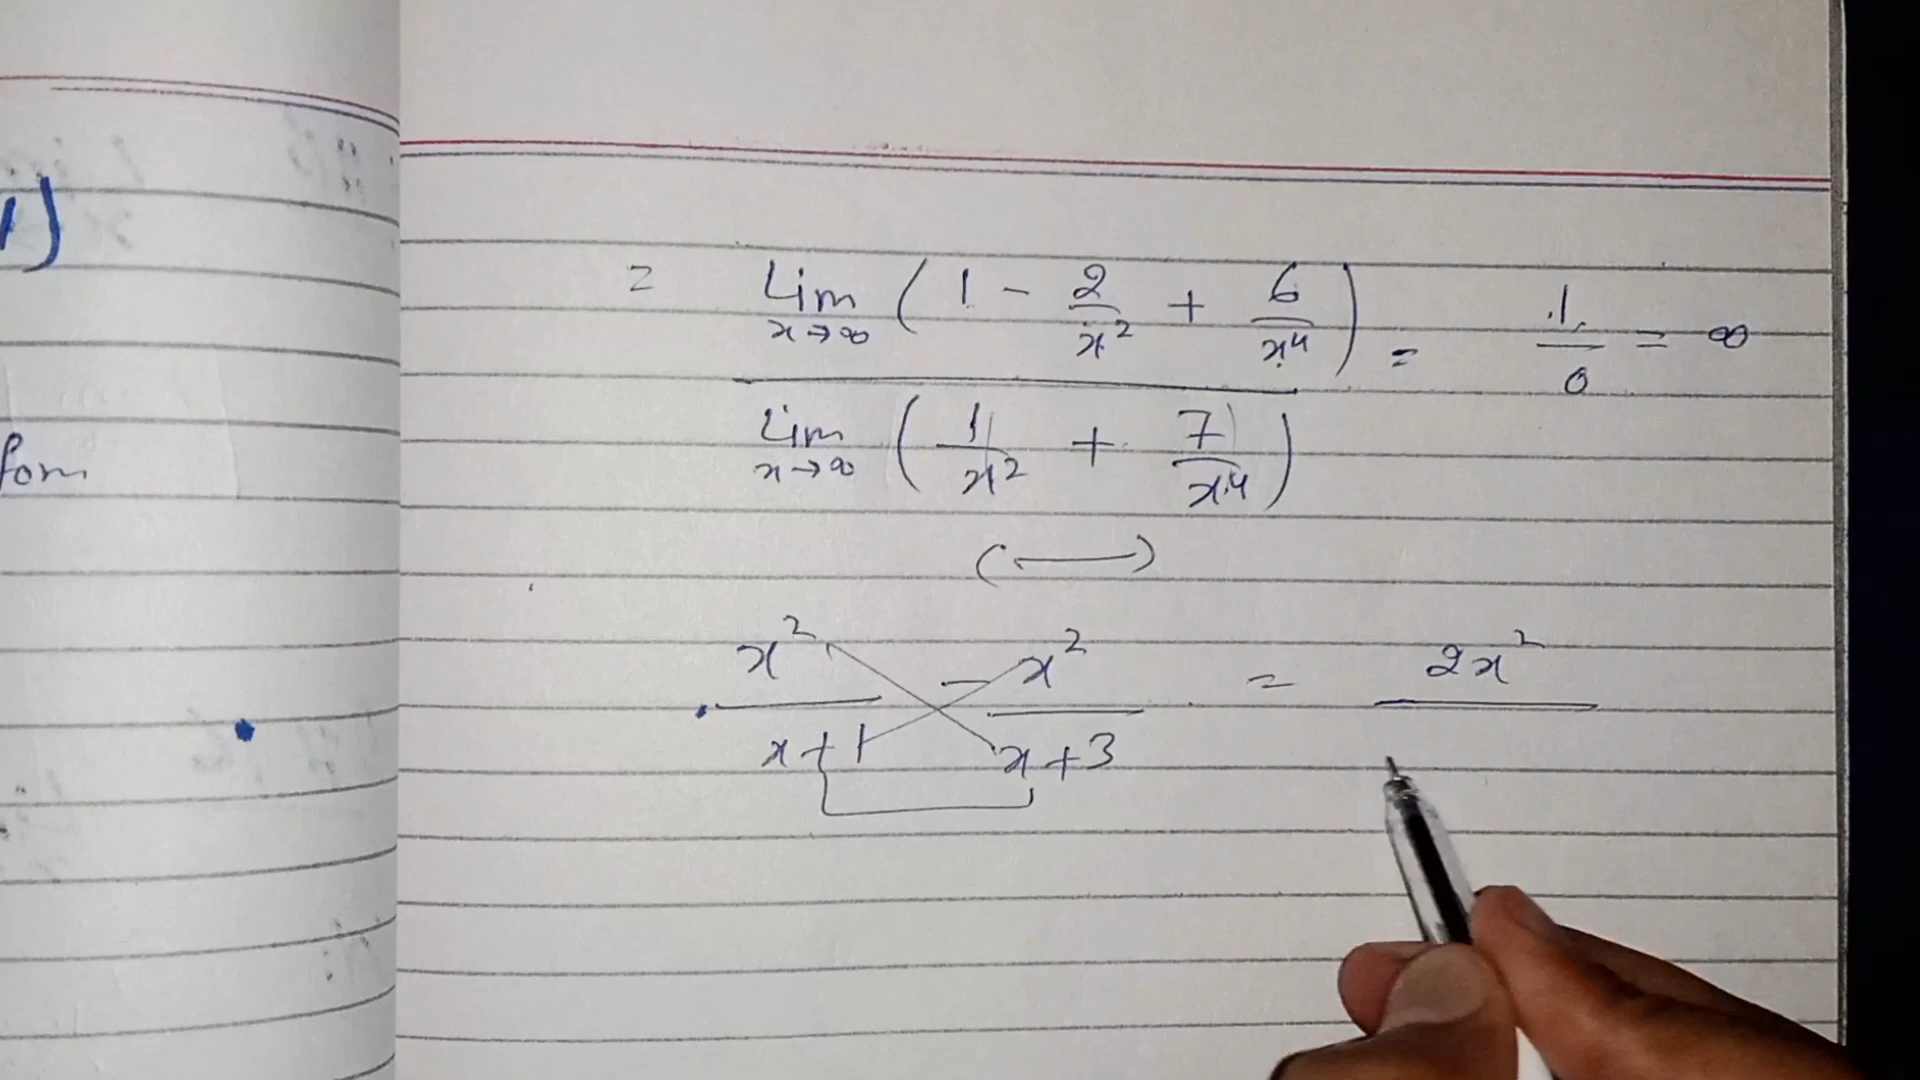 1)
= Lim x→∞ (1 - 2/x² + 6/x⁴) / Lim x→∞ (1/x² + 7/x⁴) = 1/0 = ∞
fom
( — )
x²/(x+1) - x²/(x+3) = 2x²